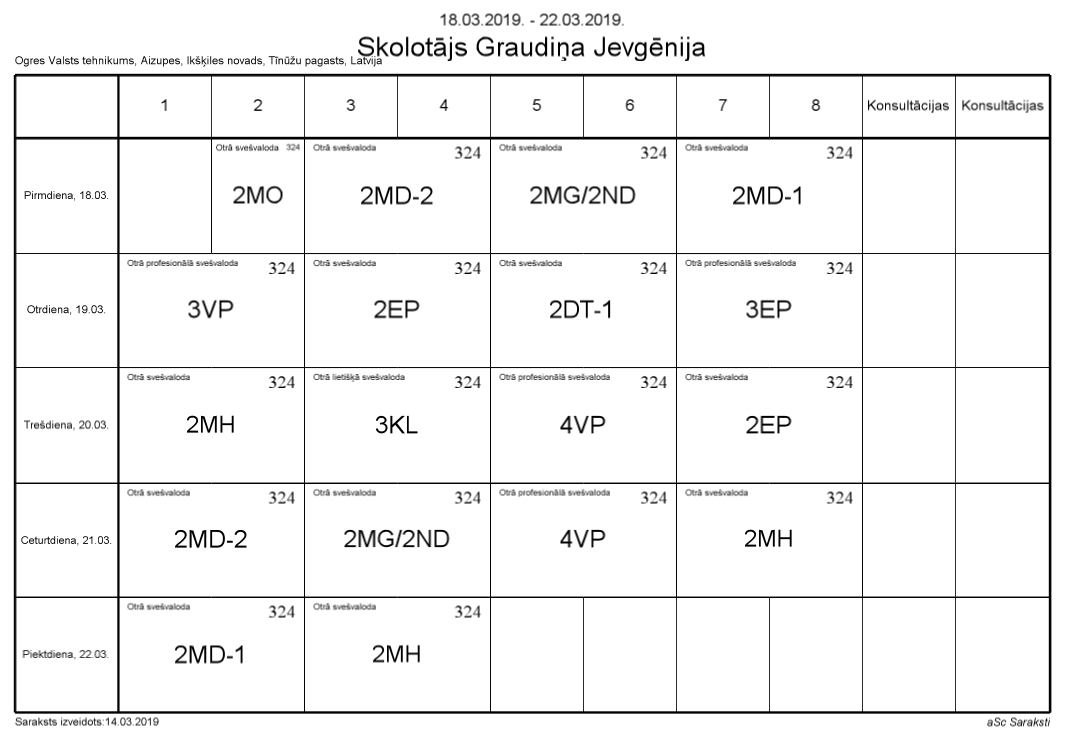 18.03.2019. - 22.03.2019.
Skolotājs Graudiņa Jevgēnija
Ogres Valsts tehnikums, Aizupes, Ikšķiles novads, Tīnūžu pagasts, Latvija
1 2 3 4 5 6 7 8 Konsultācijas Konsultācijas
Otrā svešvaloda 324 Otrā svešvaloda 324 Otrā svešvaloda 324 Otrā svešvaloda 324
Pirmdiena, 18.03. 2MO 2MD-2 2MG/2ND 2MD-1
Otrā profesionālā svešvaloda 324 Otrā svešvaloda 324 Otrā svešvaloda 324 Otrā profesionālā svešvaloda 324
Otrdiena, 19.03. 3VP 2EP 2DT-1 3EP
Otrā svešvaloda 324 Otrā lietišķā svešvaloda 324 Otrā profesionālā svešvaloda 324 Otrā svešvaloda 324
Trešdiena, 20.03. 2MH 3KL 4VP 2EP
Otrā svešvaloda 324 Otrā svešvaloda 324 Otrā profesionālā svešvaloda 324 Otrā svešvaloda 324
Ceturtdiena, 21.03. 2MD-2 2MG/2ND 4VP 2MH
Otrā svešvaloda 324 Otrā svešvaloda 324
Piektdiena, 22.03. 2MD-1 2MH
Saraksts izveidots:14.03.2019 aSc Saraksti